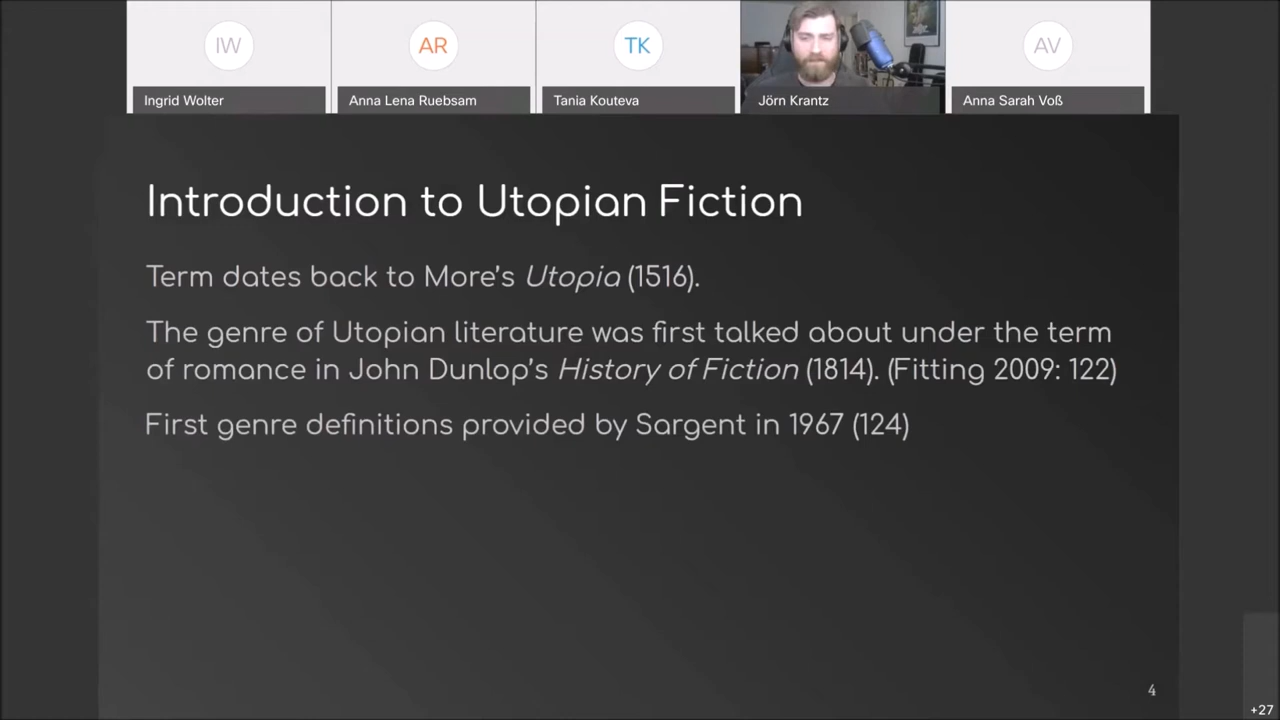 IW
AR
TK
AV
Ingrid Wolter
Anna Lena Ruebsam
Tania Kouteva
Jörn Krantz
Anna Sarah Voß
Introduction to Utopian Fiction
Term dates back to More's Utopia (1516).
The genre of Utopian literature was first talked about under the term
of romance in John Dunlop's History of Fiction (1814). (Fitting 2009: 122)
First genre definitions provided by Sargent in 1967 (124)
4
+27